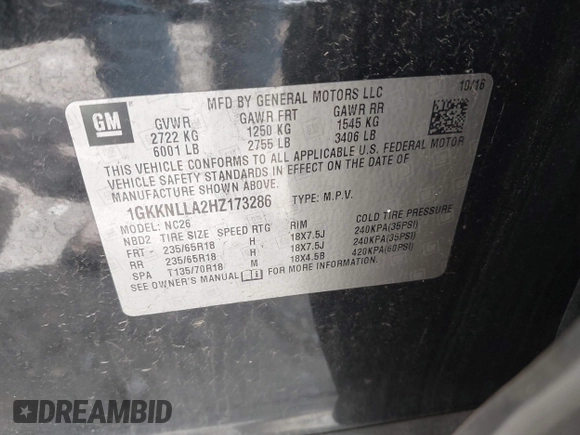 MFD BY GENERAL MOTORS LLC
10/16
GM
GVWR GAWR FRT GAWR RR
2722 KG 1250 KG 1545 KG
6001 LB 2755 LB 3406 LB
THIS VEHICLE CONFORMS TO ALL APPLICABLE U.S. FEDERAL MOTOR
VEHICLE SAFETY STANDARDS IN EFFECT ON THE DATE OF
MANUFACTURE SHOWN ABOVE.
1GKKNLLA2HZ173286 TYPE: M.P.V.
MODEL: NC26
NBD2 TIRE SIZE SPEED RTG RIM COLD TIRE PRESSURE
FRT - 235/65R18 H 18X7.5J 240KPA(35PSI)
RR 235/65R18 H 18X7.5J 240KPA(35PSI)
SPA T135/70R18 M 18X4.5B 420KPA(60PSI)
SEE OWNER'S MANUAL FOR MORE INFORMATION.
DREAMBID